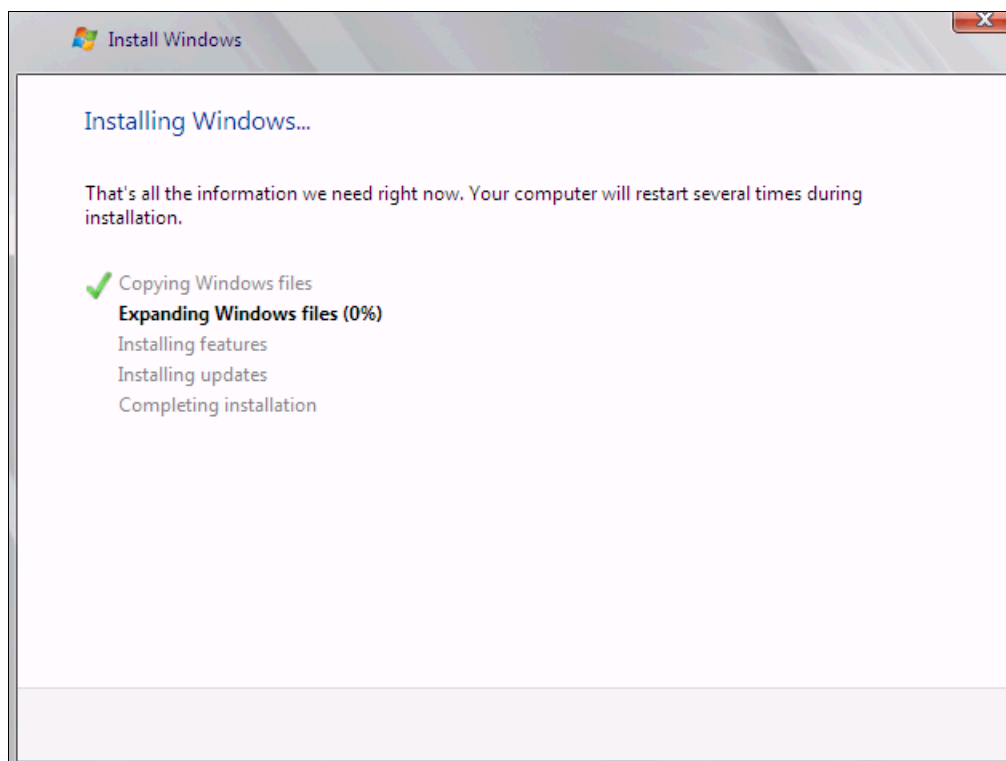 Install Windows
Installing Windows...
That's all the information we need right now. Your computer will restart several times during
installation.
Copying Windows files
Expanding Windows files (0%)
Installing features
Installing updates
Completing installation